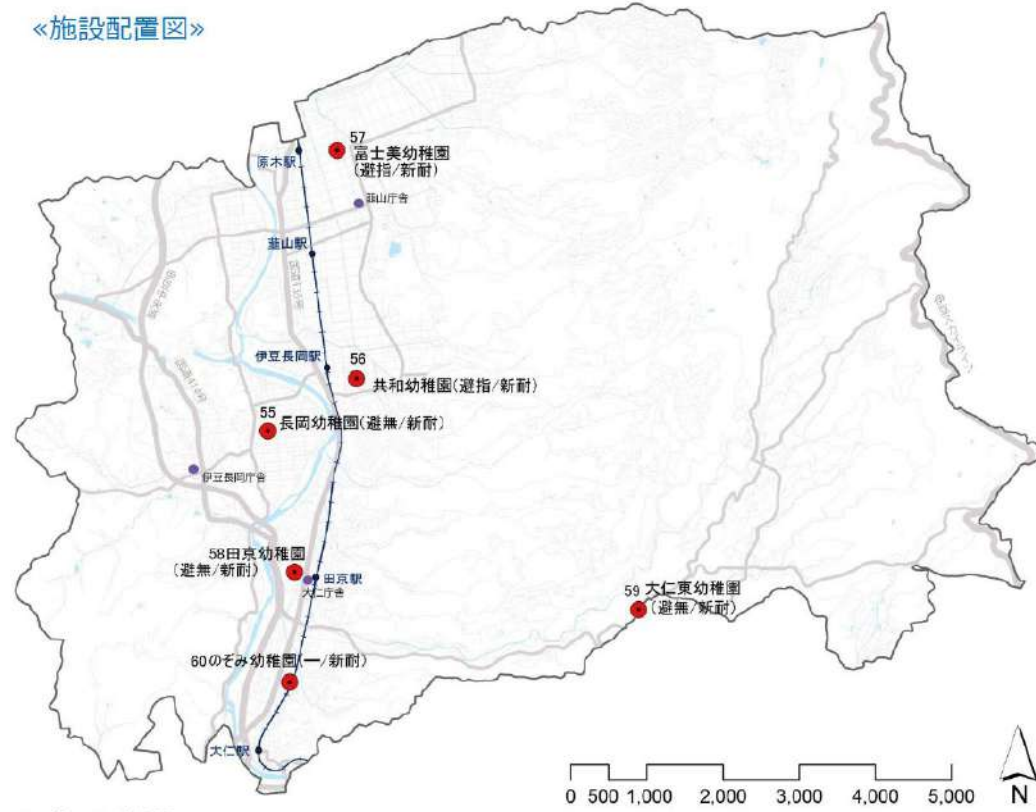 ≪施設配置図≫
57
富士美幼稚園
(避指/新耐)
原木駅
韮山庁舎
韮山駅
伊豆長岡駅
56
共和幼稚園(避指/新耐)
55
長岡幼稚園(避無/新耐)
伊豆長岡庁舎
58田京幼稚園
(避無/新耐)
田京駅
大仁庁舎
59
大仁東幼稚園
(避無/新耐)
60のぞみ幼稚園(ー/新耐)
大仁駅
0 500 1,000 2,000 3,000 4,000 5,000
N